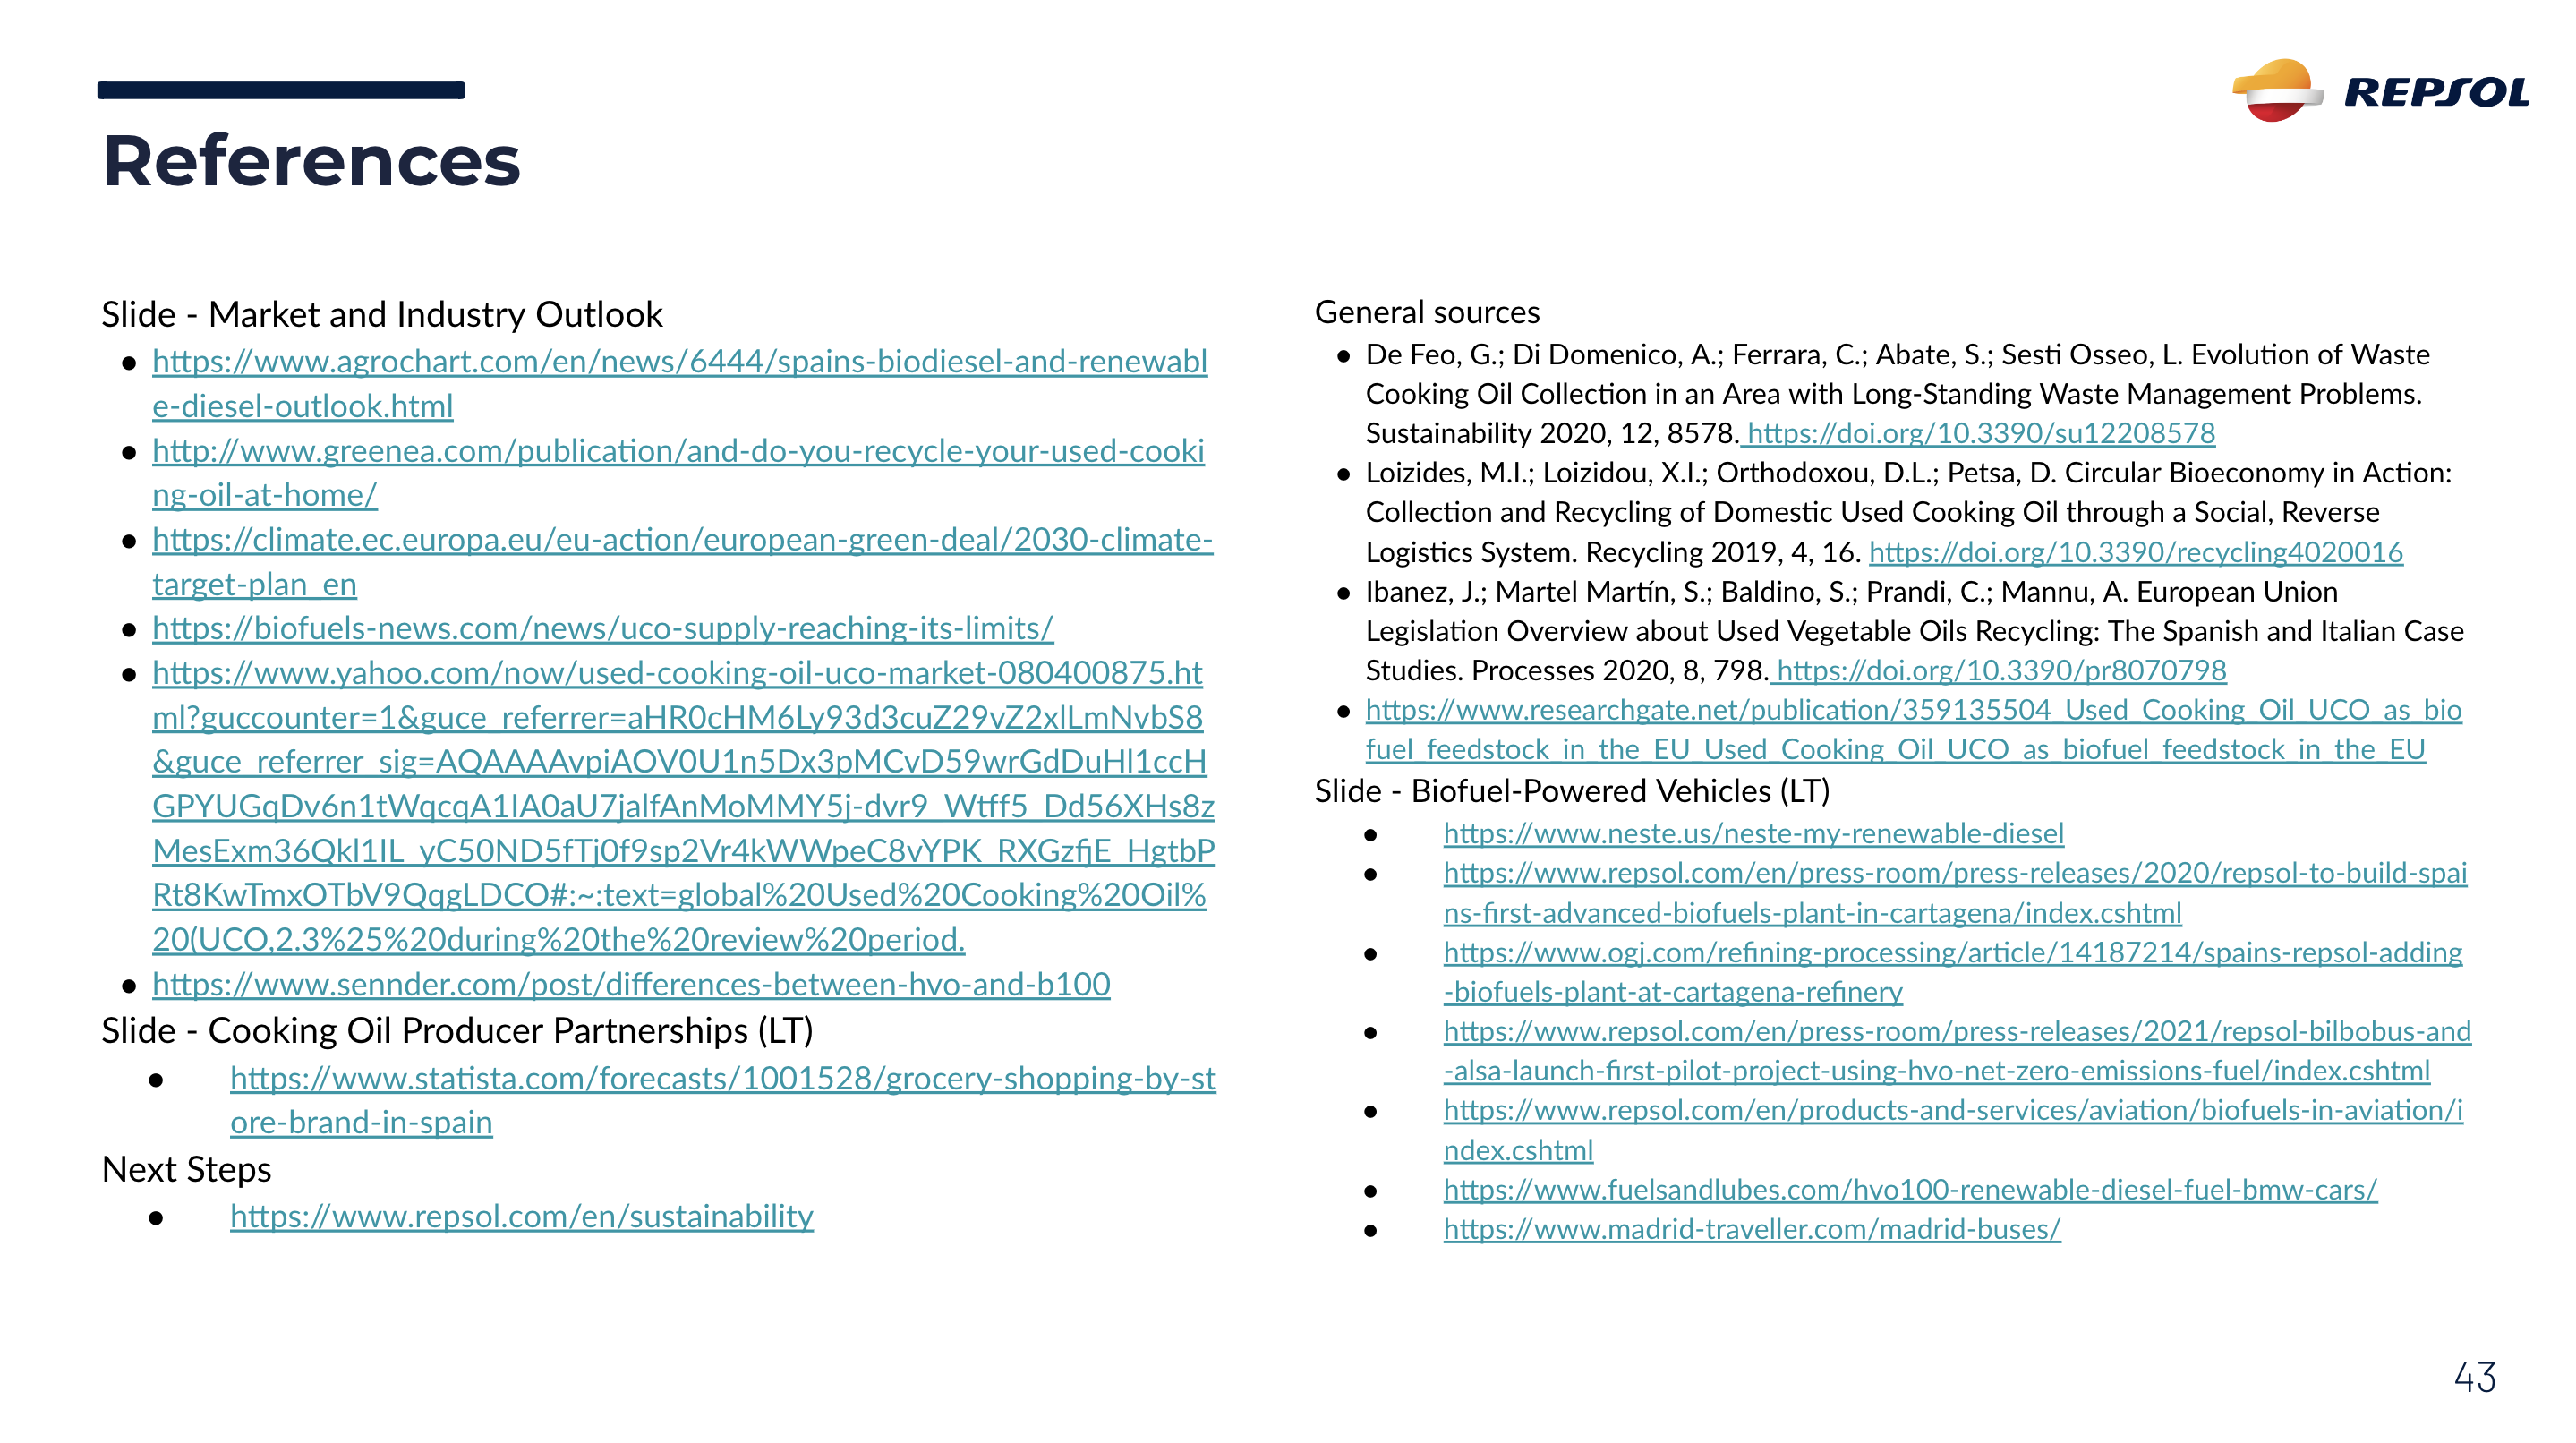 REPSOL
References
Slide - Market and Industry Outlook
● https://www.agrochart.com/en/news/6444/spains-biodiesel-and-renewabl
e-diesel-outlook.html
● http://www.greenea.com/publication/and-do-you-recycle-your-used-cooki
ng-oil-at-home/
● https://climate.ec.europa.eu/eu-action/european-green-deal/2030-climate-
target-plan_en
● https://biofuels-news.com/news/uco-supply-reaching-its-limits/
● https://www.yahoo.com/now/used-cooking-oil-uco-market-080400875.ht
ml?guccounter=1&guce_referrer=aHR0cHM6Ly93d3cuZ29vZ2xlLmNvbS8
&guce_referrer_sig=AQAAAAvpiAOV0U1n5Dx3pMCvD59wrGdDuHl1ccH
GPYUGqDv6n1tWqcqA1IA0aU7jalfAnMoMMY5j-dvr9_Wtff5_Dd56XHs8z
MesExm36Qkl1IL_yC50ND5fTj0f9sp2Vr4kWWpeC8vYPK_RXGzfjE_HgtbP
Rt8KwTmxOTbV9QqgLDCO#:~:text=global%20Used%20Cooking%20Oil%
20(UCO,2.3%25%20during%20the%20review%20period.
● https://www.sennder.com/post/differences-between-hvo-and-b100
Slide - Cooking Oil Producer Partnerships (LT)
● https://www.statista.com/forecasts/1001528/grocery-shopping-by-st
ore-brand-in-spain
Next Steps
● https://www.repsol.com/en/sustainability
General sources
● De Feo, G.; Di Domenico, A.; Ferrara, C.; Abate, S.; Sesti Osseo, L. Evolution of Waste
Cooking Oil Collection in an Area with Long-Standing Waste Management Problems.
Sustainability 2020, 12, 8578. https://doi.org/10.3390/su12208578
● Loizides, M.I.; Loizidou, X.I.; Orthodoxou, D.L.; Petsa, D. Circular Bioeconomy in Action:
Collection and Recycling of Domestic Used Cooking Oil through a Social, Reverse
Logistics System. Recycling 2019, 4, 16. https://doi.org/10.3390/recycling4020016
● Ibanez, J.; Martel Martín, S.; Baldino, S.; Prandi, C.; Mannu, A. European Union
Legislation Overview about Used Vegetable Oils Recycling: The Spanish and Italian Case
Studies. Processes 2020, 8, 798. https://doi.org/10.3390/pr8070798
● https://www.researchgate.net/publication/359135504_Used_Cooking_Oil_UCO_as_bio
fuel_feedstock_in_the_EU_Used_Cooking_Oil_UCO_as_biofuel_feedstock_in_the_EU
Slide - Biofuel-Powered Vehicles (LT)
● https://www.neste.us/neste-my-renewable-diesel
● https://www.repsol.com/en/press-room/press-releases/2020/repsol-to-build-spai
ns-first-advanced-biofuels-plant-in-cartagena/index.cshtml
● https://www.ogj.com/refining-processing/article/14187214/spains-repsol-adding
-biofuels-plant-at-cartagena-refinery
● https://www.repsol.com/en/press-room/press-releases/2021/repsol-bilbobus-and
-alsa-launch-first-pilot-project-using-hvo-net-zero-emissions-fuel/index.cshtml
● https://www.repsol.com/en/products-and-services/aviation/biofuels-in-aviation/i
ndex.cshtml
● https://www.fuelsandlubes.com/hvo100-renewable-diesel-fuel-bmw-cars/
● https://www.madrid-traveller.com/madrid-buses/
43